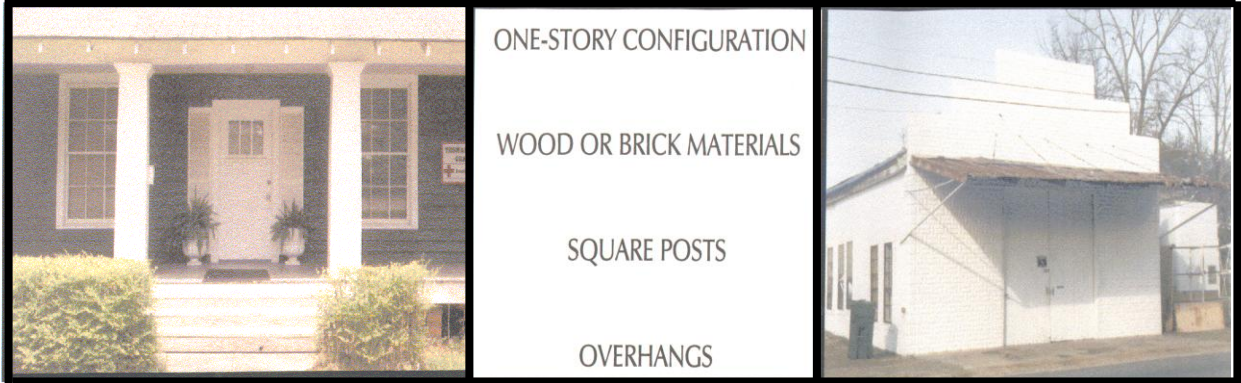 ONE-STORY CONFIGURATION
WOOD OR BRICK MATERIALS
SQUARE POSTS
OVERHANGS